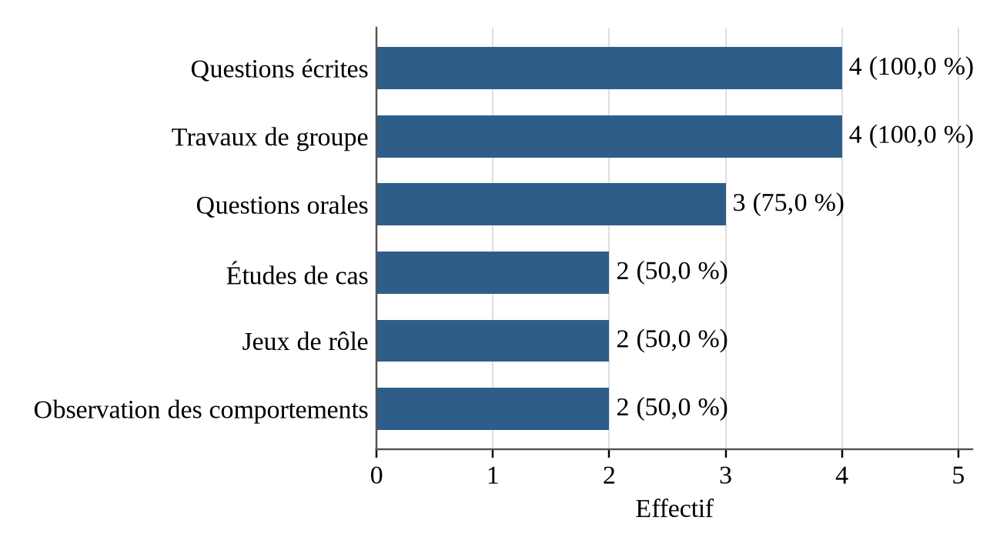 Questions écrites 4 (100,0 %)
Travaux de groupe 4 (100,0 %)
Questions orales 3 (75,0 %)
Études de cas 2 (50,0 %)
Jeux de rôle 2 (50,0 %)
Observation des comportements 2 (50,0 %)
0 1 2 3 4 5
Effectif